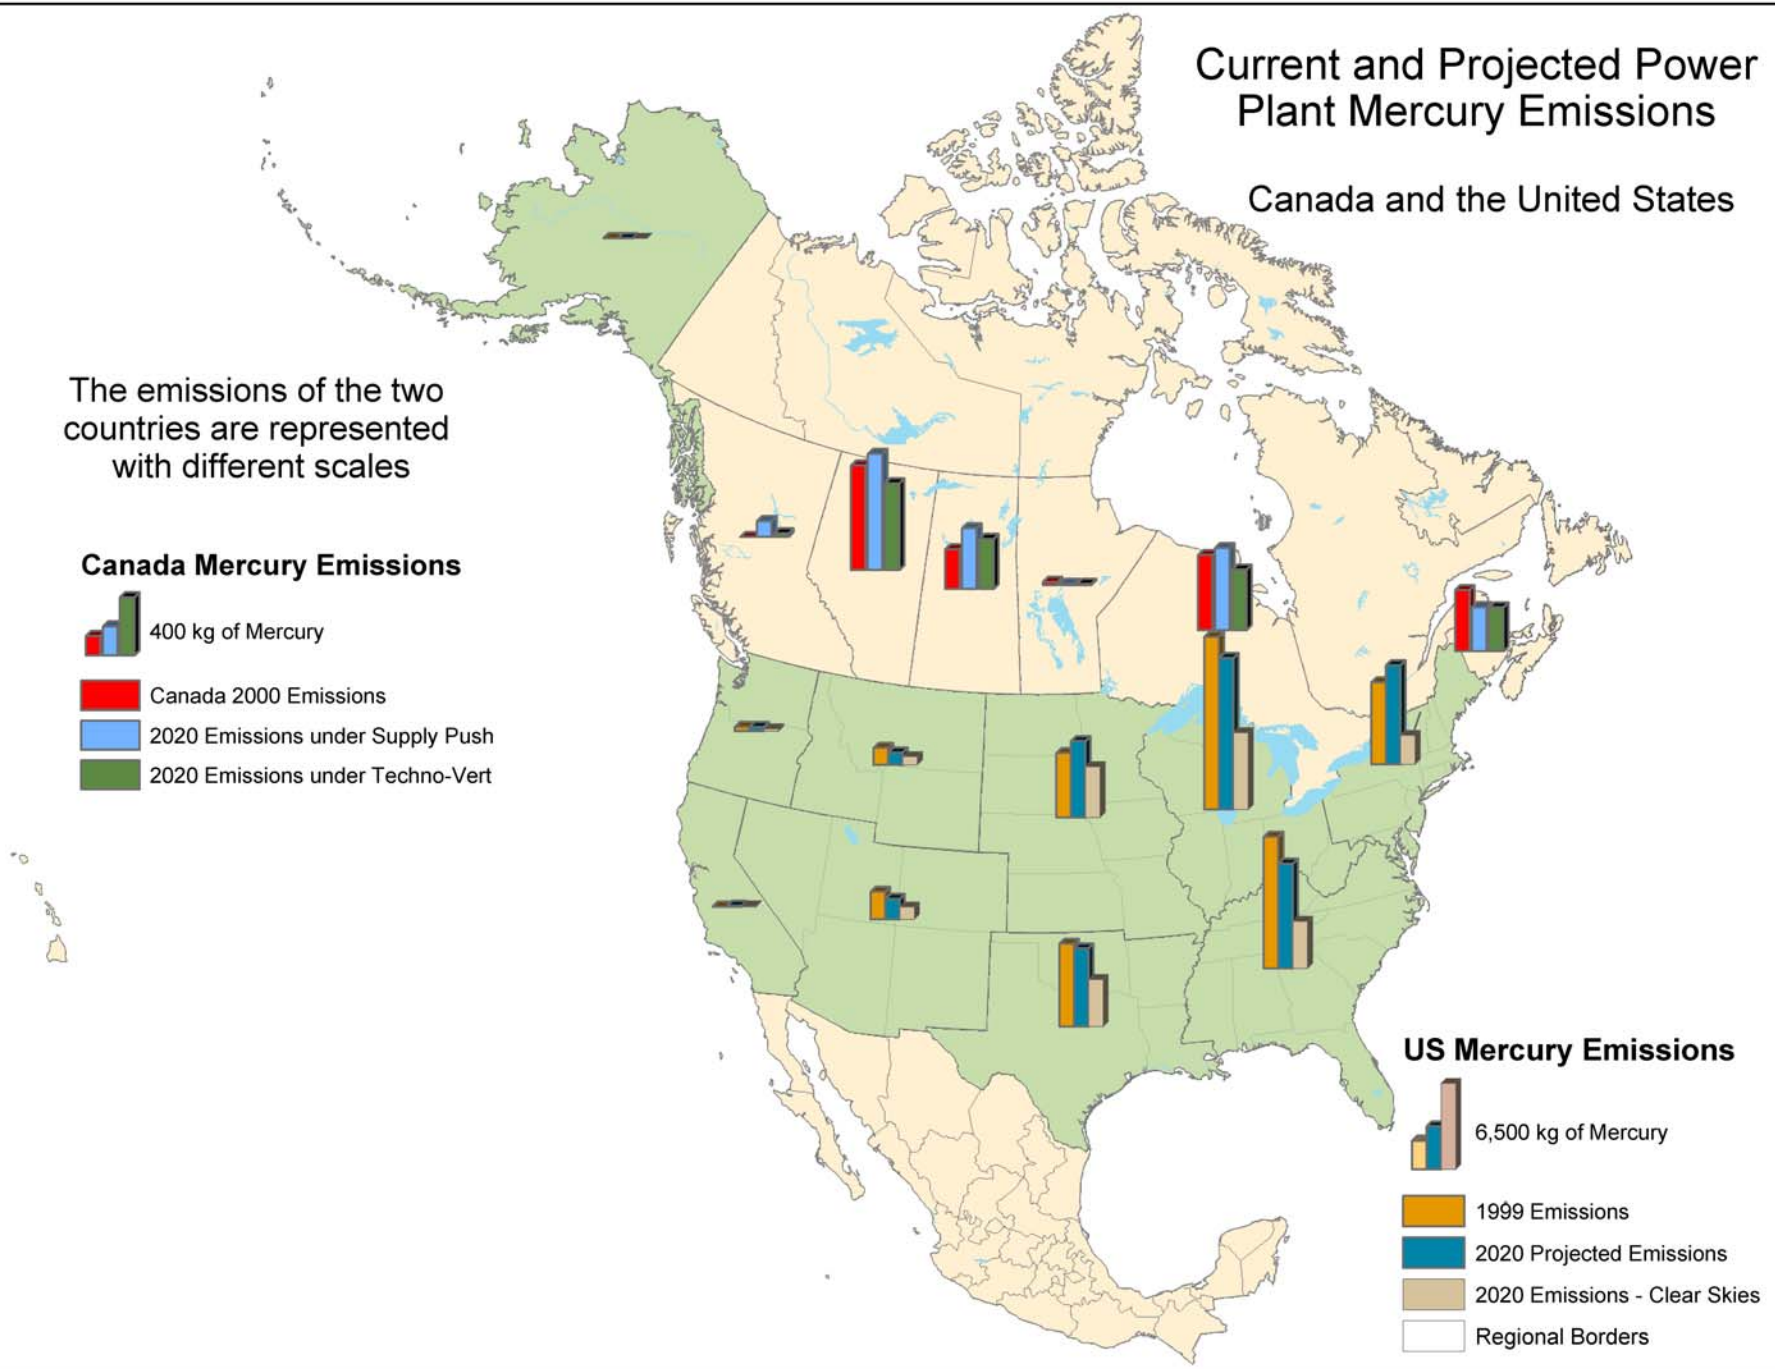 Current and Projected Power
Plant Mercury Emissions
Canada and the United States
The emissions of the two
countries are represented
with different scales
Canada Mercury Emissions
400 kg of Mercury
Canada 2000 Emissions
2020 Emissions under Supply Push
2020 Emissions under Techno-Vert
US Mercury Emissions
6,500 kg of Mercury
1999 Emissions
2020 Projected Emissions
2020 Emissions - Clear Skies
Regional Borders